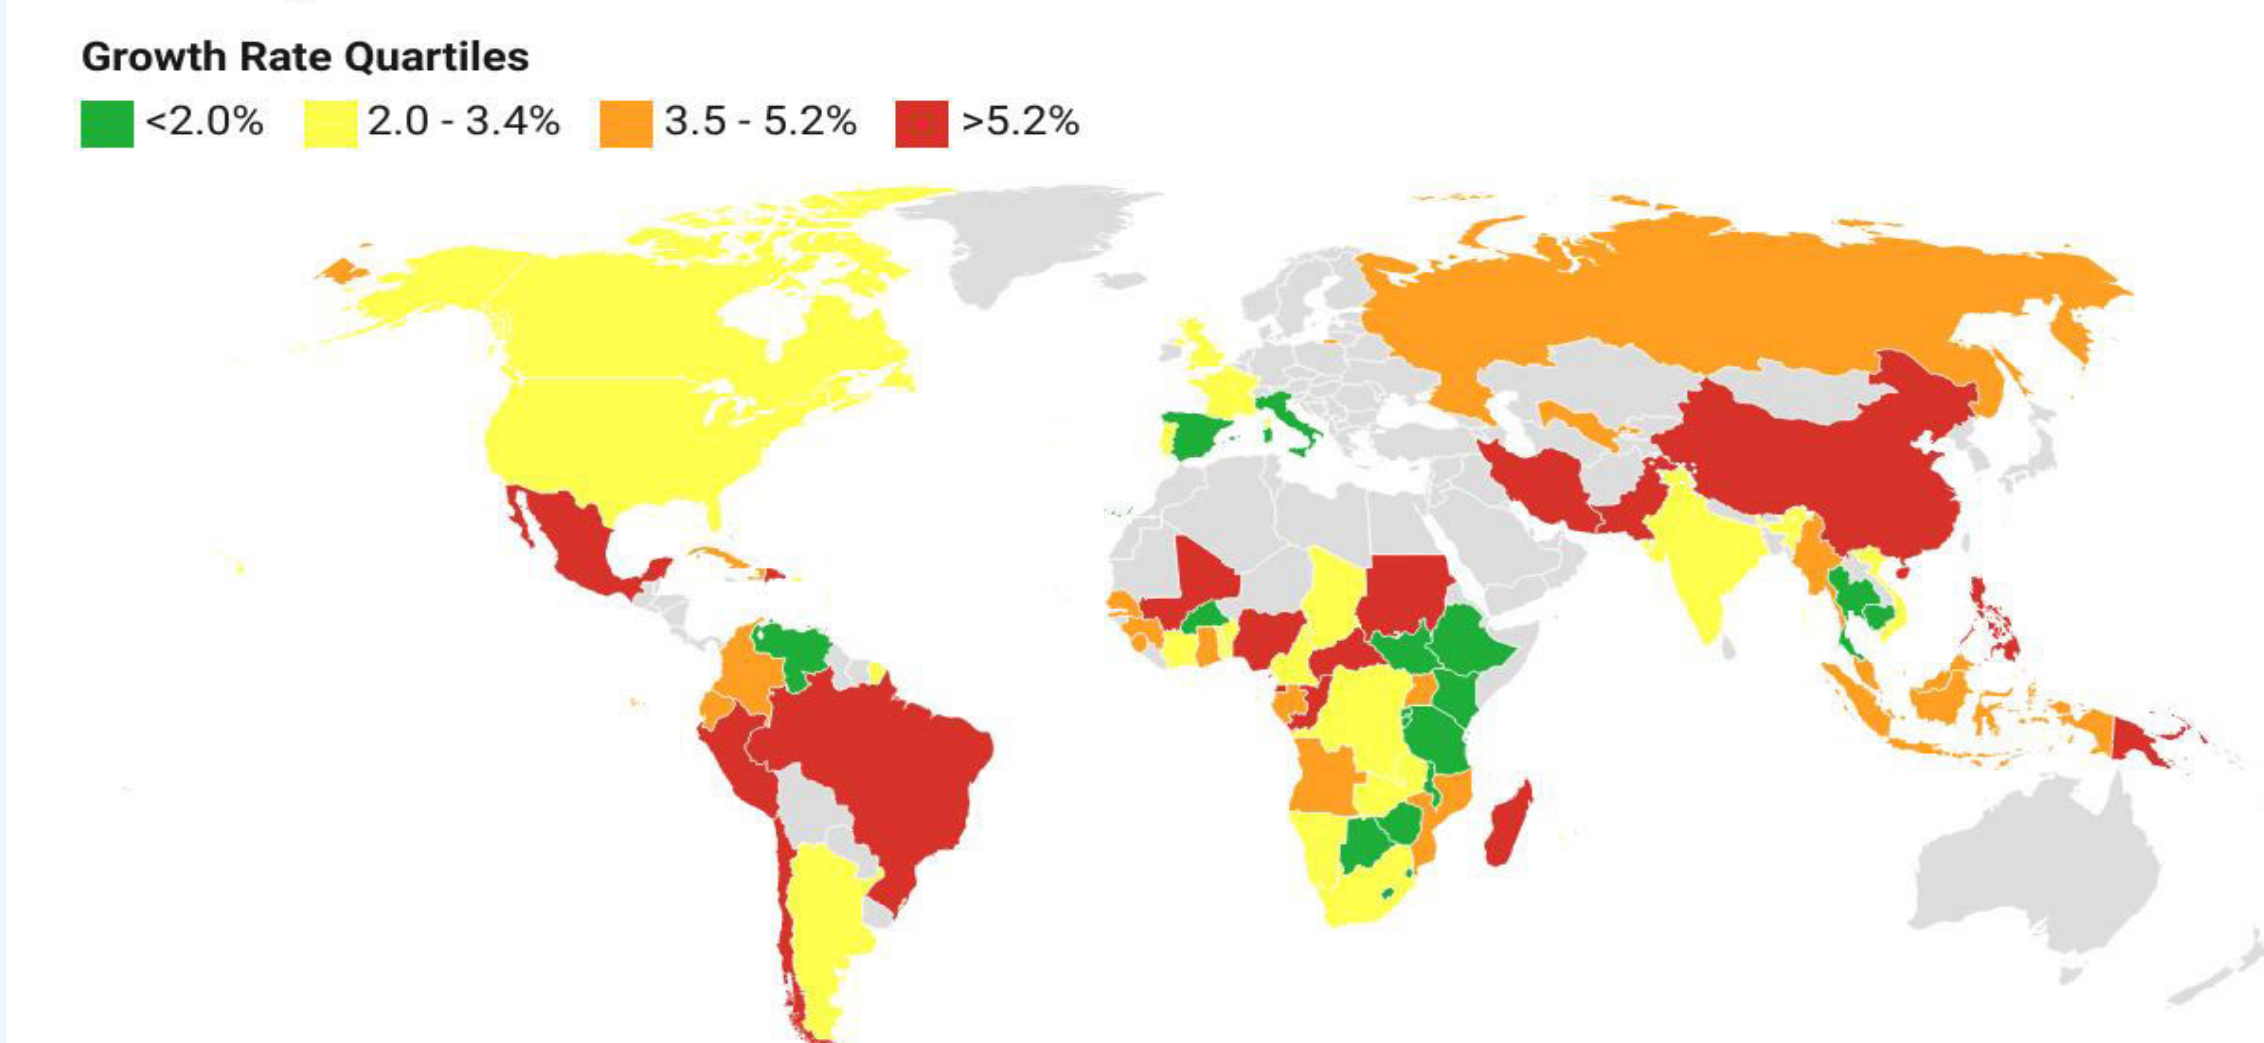 Growth Rate Quartiles
<2.0% 2.0 - 3.4% 3.5 - 5.2% >5.2%